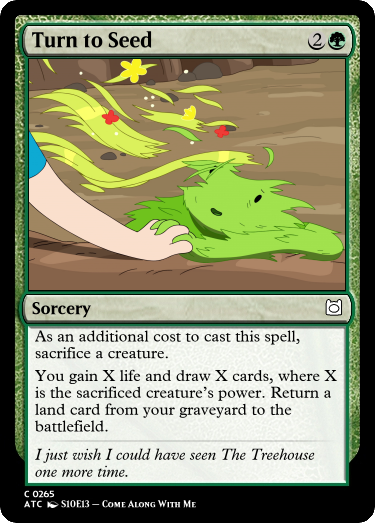 Turn to Seed 2
Sorcery
As an additional cost to cast this spell,
sacrifice a creature.
You gain X life and draw X cards, where X
is the sacrificed creature's power. Return a
land card from your graveyard to the
battlefield.
I just wish I could have seen The Treehouse
one more time.
C 0265
ATC S10E13 — Come Along With Me